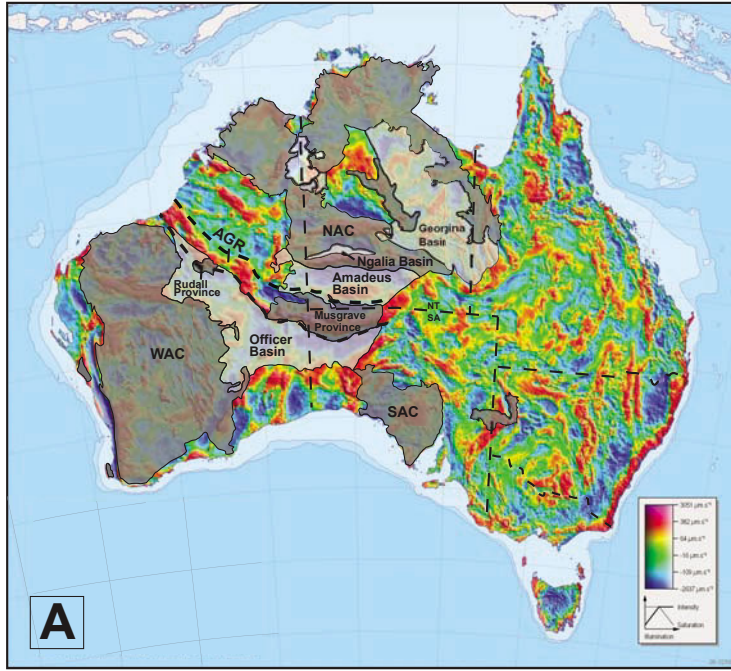 AGR
NAC
Georgina
Basin
Ngalia Basin
Amadeus
Basin
Rudall
Province
Musgrave
Province
NT
SA
Officer
Basin
WAC
SAC
Intensity
Saturation
Illumination
A